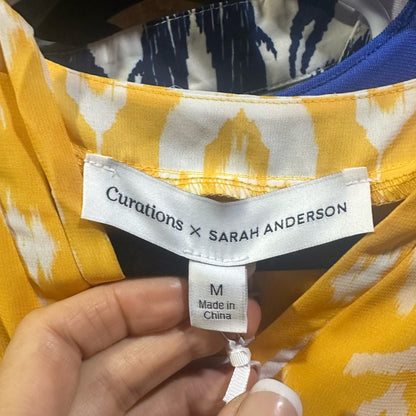 Curations × SARAH ANDERSON
M
Made in
China